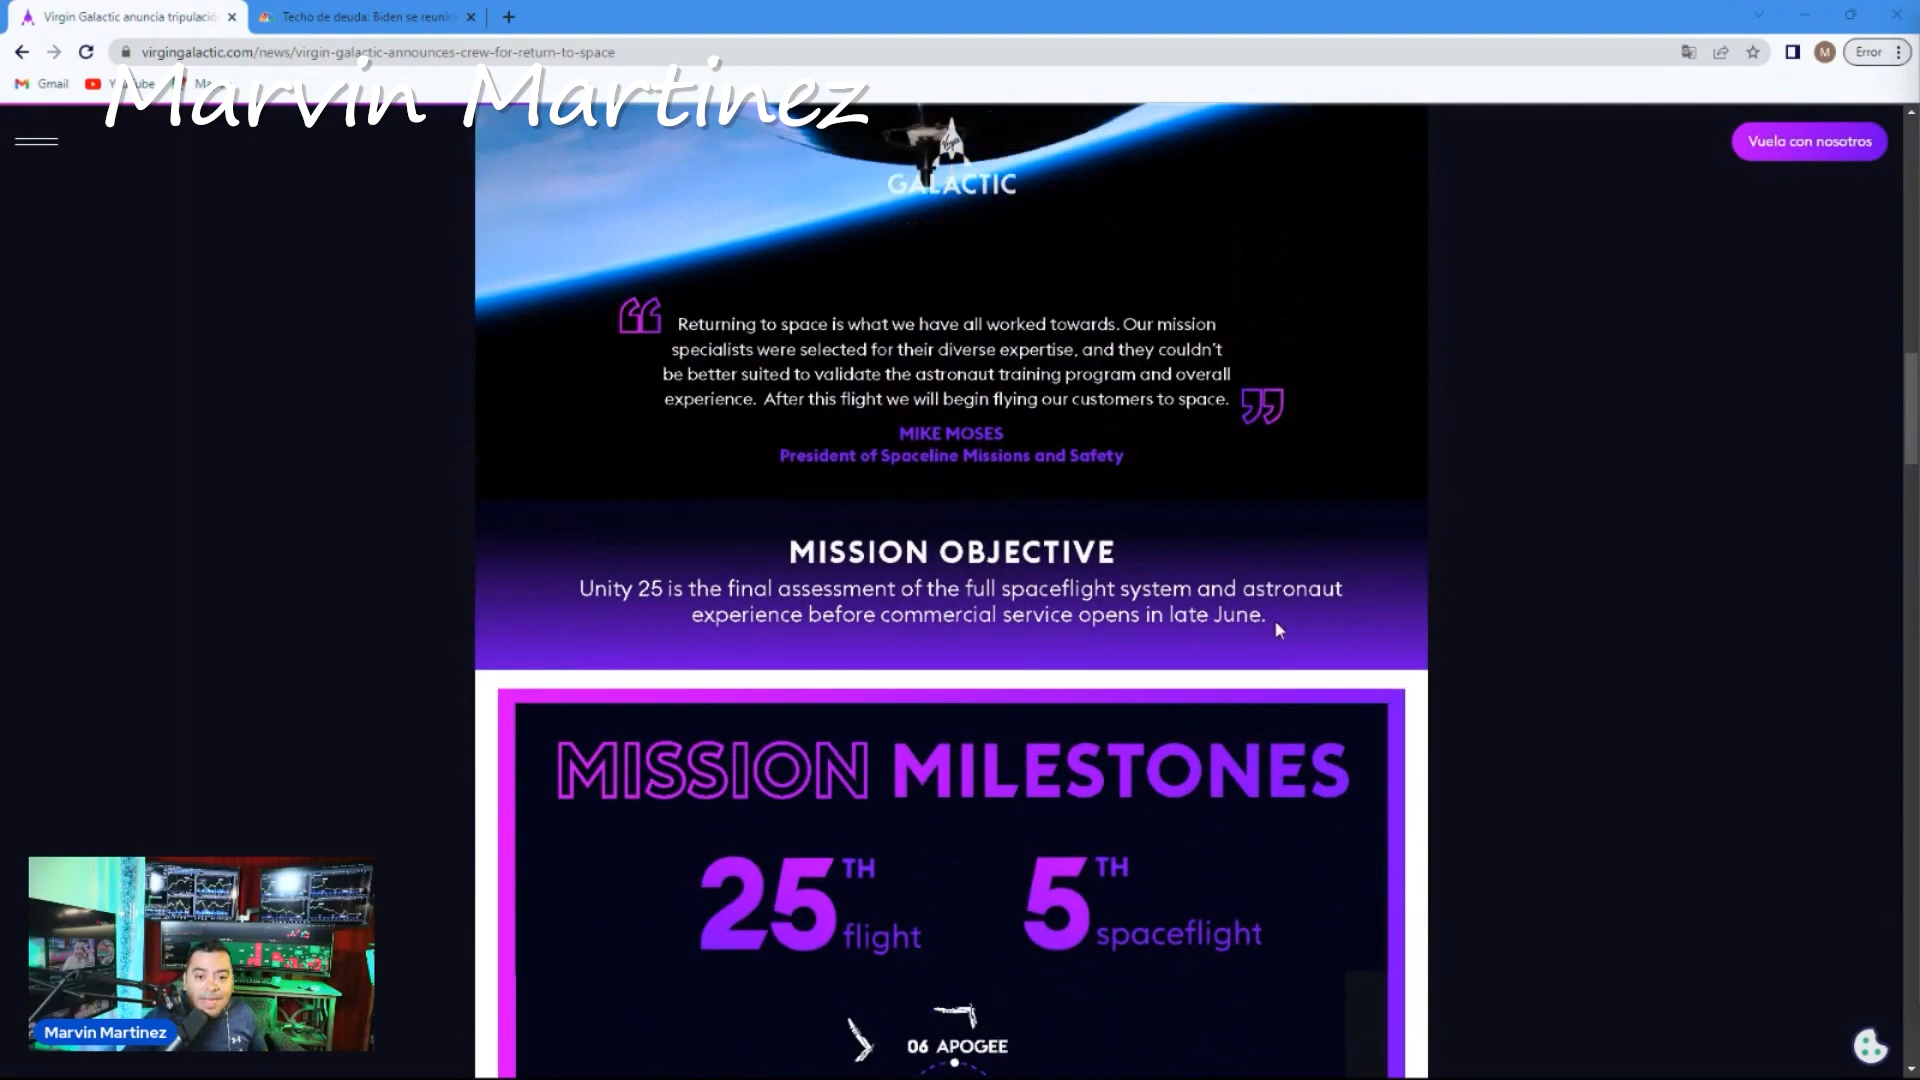 Virgin Galactic anuncia tripulació
Techo de deuda: Biden se reunirá
virgingalactic.com/news/virgin-galactic-announces-crew-for-return-to-space
M
Error
Gmail
YouTube
Marvin Martinez
Vuela con nosotros
Virgin
GALACTIC
Returning to space is what we have all worked towards. Our mission
specialists were selected for their diverse expertise, and they couldn't
be better suited to validate the astronaut training program and overall
experience. After this flight we will begin flying our customers to space.
MIKE MOSES
President of Spaceline Missions and Safety
MISSION OBJECTIVE
Unity 25 is the final assessment of the full spaceflight system and astronaut
experience before commercial service opens in late June.
MISSION MILESTONES
25TH flight
5TH spaceflight
06 APOGEE
Marvin Martinez